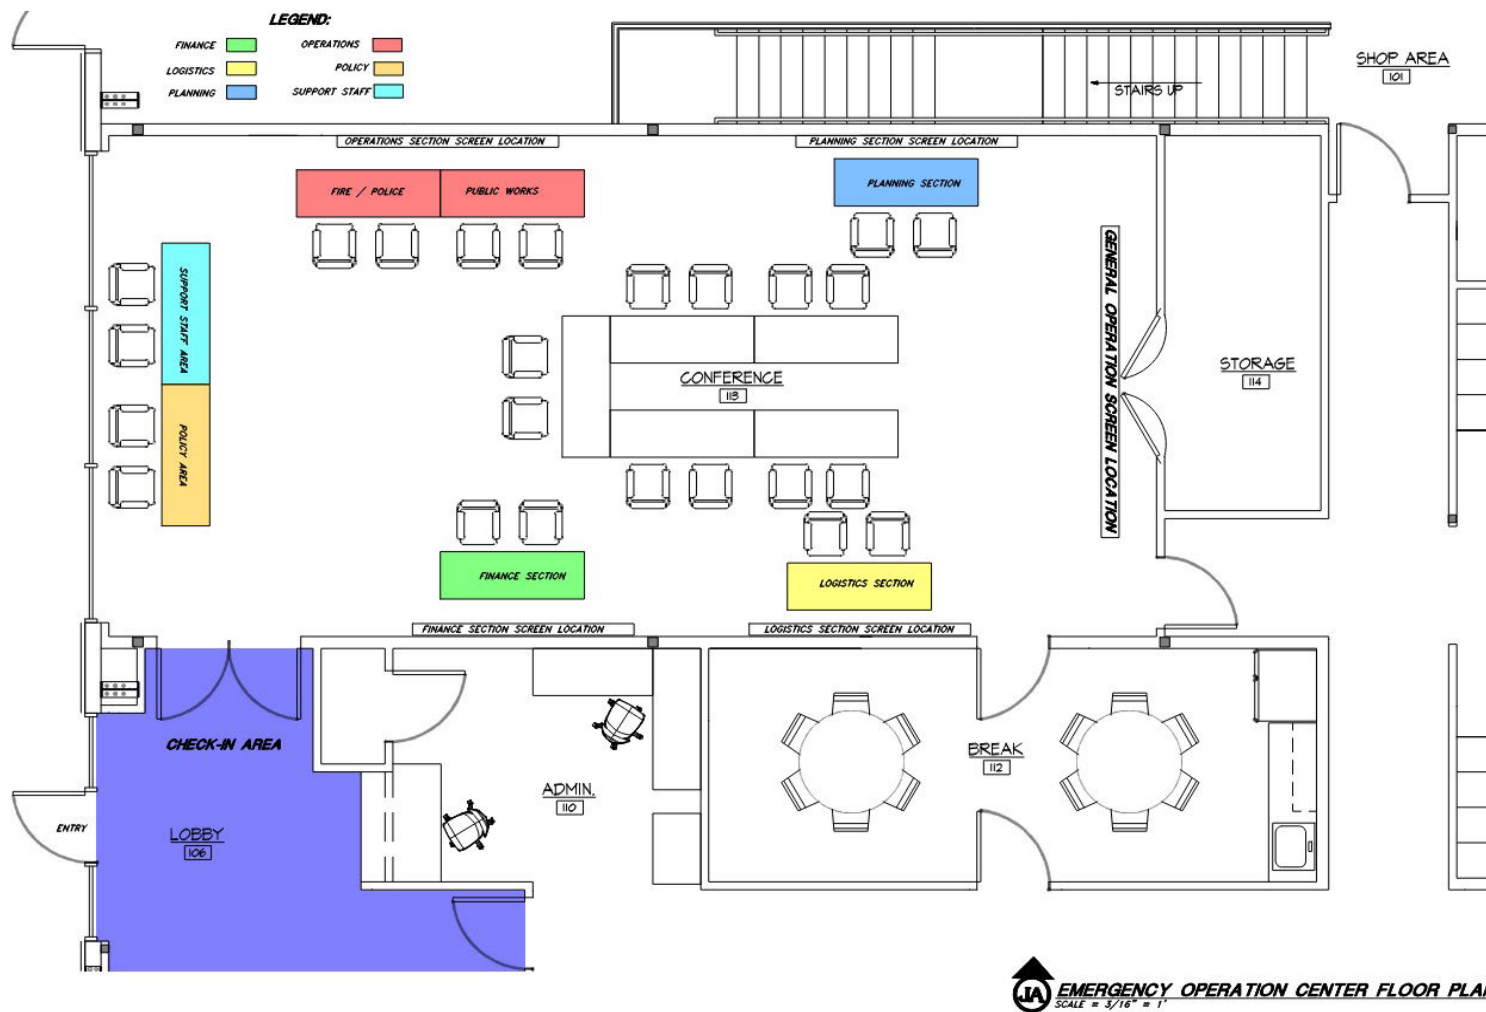 LEGEND:
FINANCE
OPERATIONS
LOGISTICS
POLICY
PLANNING
SUPPORT STAFF
SHOP AREA
101
STAIRS UP
OPERATIONS SECTION SCREEN LOCATION
PLANNING SECTION SCREEN LOCATION
FIRE / POLICE
PUBLIC WORKS
PLANNING SECTION
SUPPORT STAFF AREA
POLICY AREA
GENERAL OPERATION SCREEN LOCATION
CONFERENCE
113
STORAGE
114
FINANCE SECTION
LOGISTICS SECTION
FINANCE SECTION SCREEN LOCATION
LOGISTICS SECTION SCREEN LOCATION
CHECK-IN AREA
ENTRY
LOBBY
106
ADMIN.
110
BREAK
112
JA
EMERGENCY OPERATION CENTER FLOOR PLAN
SCALE = 3/16" = 1'